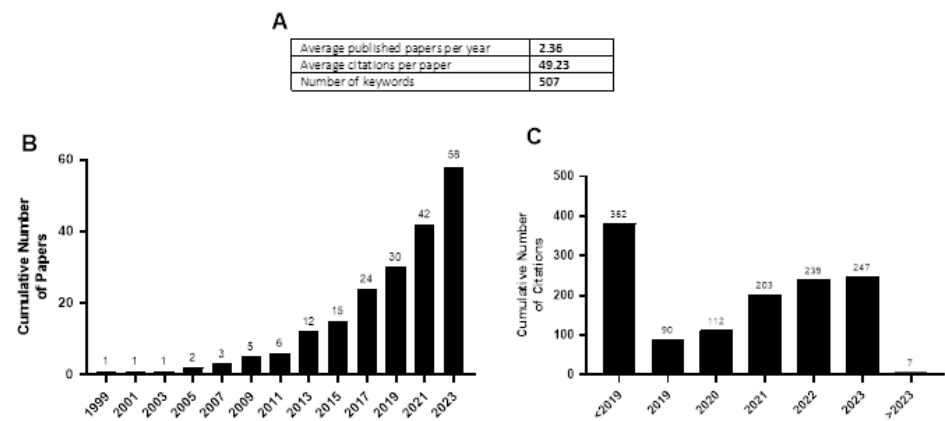 A
Average published papers per year 2.36
Average citations per paper 49.23
Number of keywords 507
B
Cumulative Number
of Papers
60
40
20
0
1 1 1 2 3 5 6 12 15 24 30 42 58
1999 2001 2003 2005 2007 2009 2011 2013 2015 2017 2019 2021 2023
C
Cumulative Number
of Citations
500
400
300
200
100
0
382 90 112 203 239 247 7
<2019 2019 2020 2021 2022 2023 >2023